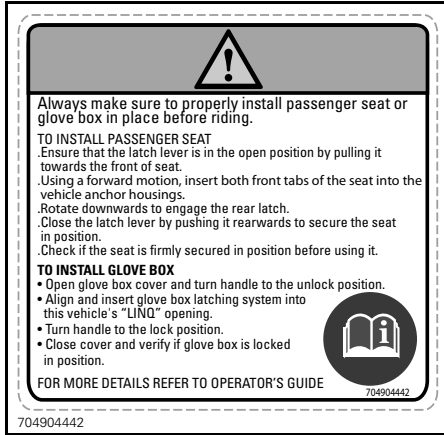 Always make sure to properly install passenger seat or
glove box in place before riding.
TO INSTALL PASSENGER SEAT
.Ensure that the latch lever is in the open position by pulling it
towards the front of seat.
.Using a forward motion, insert both front tabs of the seat into the
vehicle anchor housings.
.Rotate downwards to engage the rear latch.
.Close the latch lever by pushing it rearwards to secure the seat
in position.
.Check if the seat is firmly secured in position before using it.
TO INSTALL GLOVE BOX
• Open glove box cover and turn handle to the unlock position.
• Align and insert glove box latching system into
this vehicle's "LINQ" opening.
• Turn handle to the lock position.
• Close cover and verify if glove box is locked
in position.
FOR MORE DETAILS REFER TO OPERATOR'S GUIDE
704904442
704904442